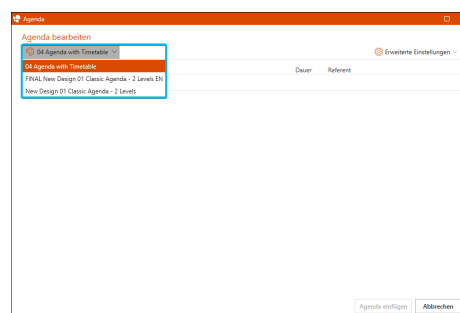 Agenda
Agenda bearbeiten
04 Agenda with Timetable
Erweiterte Einstellungen
04 Agenda with Timetable
Dauer Referent
FINAL New Design 01 Classic Agenda - 2 Levels EN
New Design 01 Classic Agenda - 2 Levels
Agenda einfügen Abbrechen